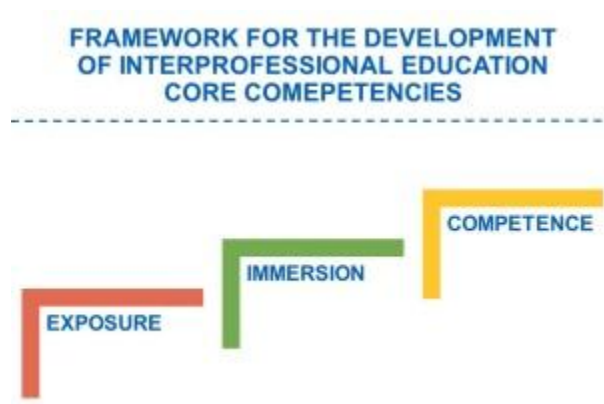 FRAMEWORK FOR THE DEVELOPMENT
OF INTERPROFESSIONAL EDUCATION
CORE COMEPETENCIES
COMPETENCE
IMMERSION
EXPOSURE